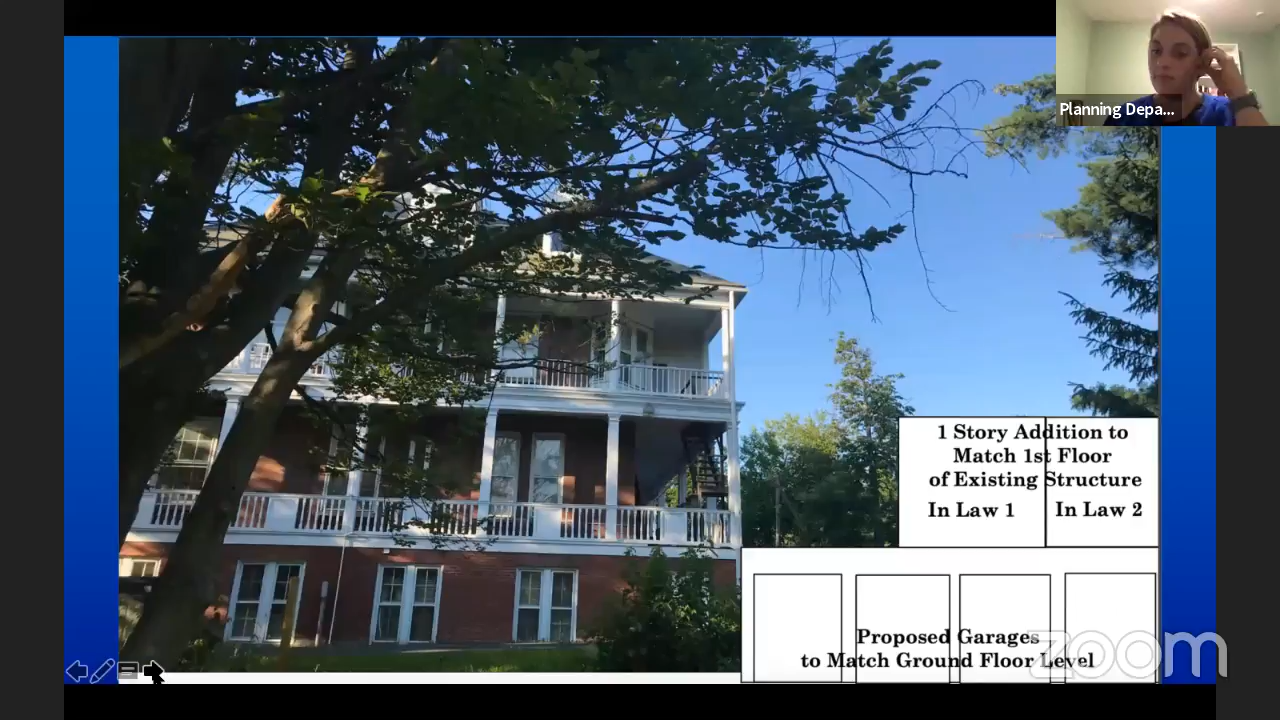 Planning Depa...
1 Story Addition to
Match 1st Floor
of Existing Structure
In Law 1 In Law 2
Proposed Garages
to Match Ground Floor Level
zoom